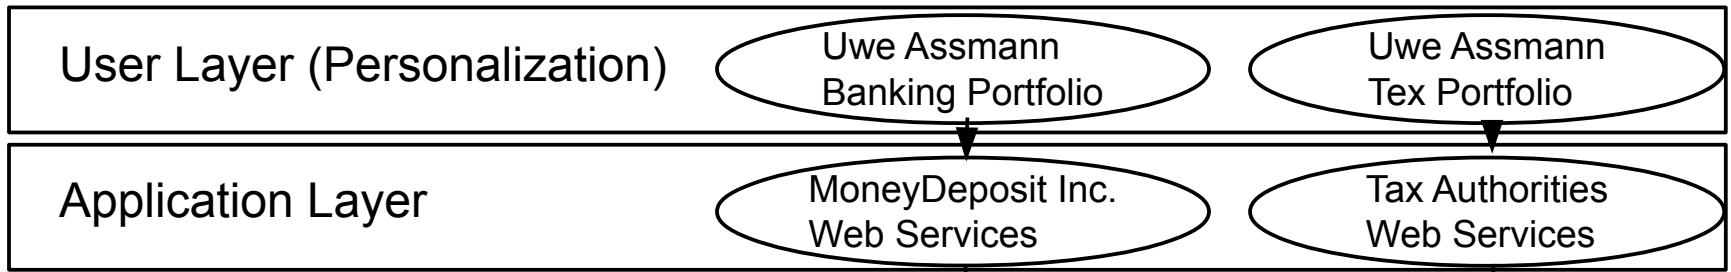 User Layer (Personalization)
Uwe Assmann
Banking Portfolio
Uwe Assmann
Tex Portfolio
Application Layer
MoneyDeposit Inc.
Web Services
Tax Authorities
Web Services